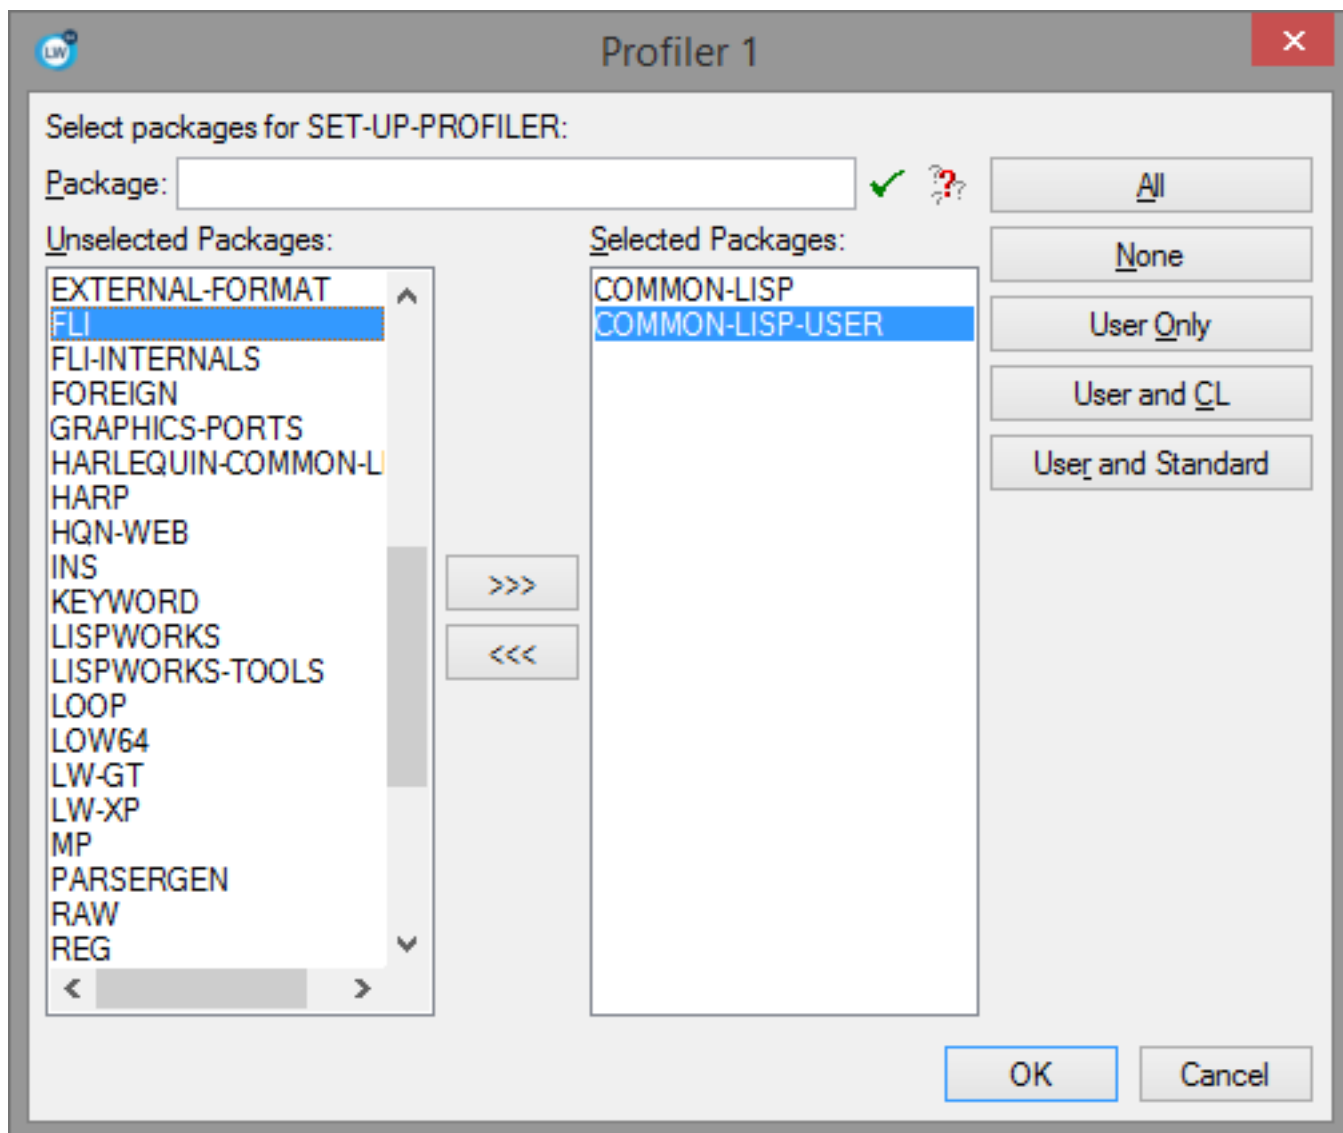 LW
Profiler 1
Select packages for SET-UP-PROFILER:
Package:
All
Unselected Packages:
Selected Packages:
None
User Only
User and CL
User and Standard
EXTERNAL-FORMAT
FLI
FLI-INTERNALS
FOREIGN
GRAPHICS-PORTS
HARLEQUIN-COMMON-LI
HARP
HQN-WEB
INS
KEYWORD
LISPWORKS
LISPWORKS-TOOLS
LOOP
LOW64
LW-GT
LW-XP
MP
PARSERGEN
RAW
REG
>>>
<<<
COMMON-LISP
COMMON-LISP-USER
OK
Cancel